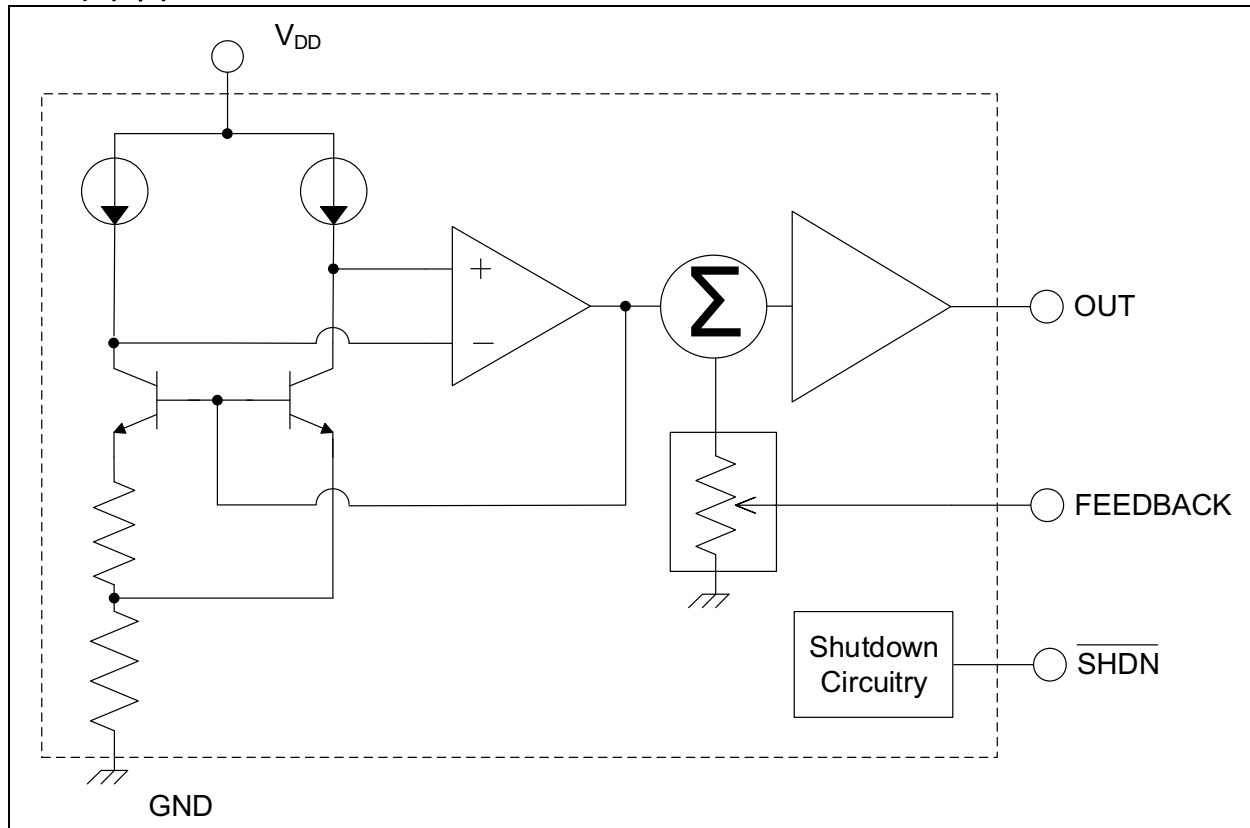 V_DD
+
−
Σ
OUT
FEEDBACK
Shutdown
Circuitry
SHDN
GND